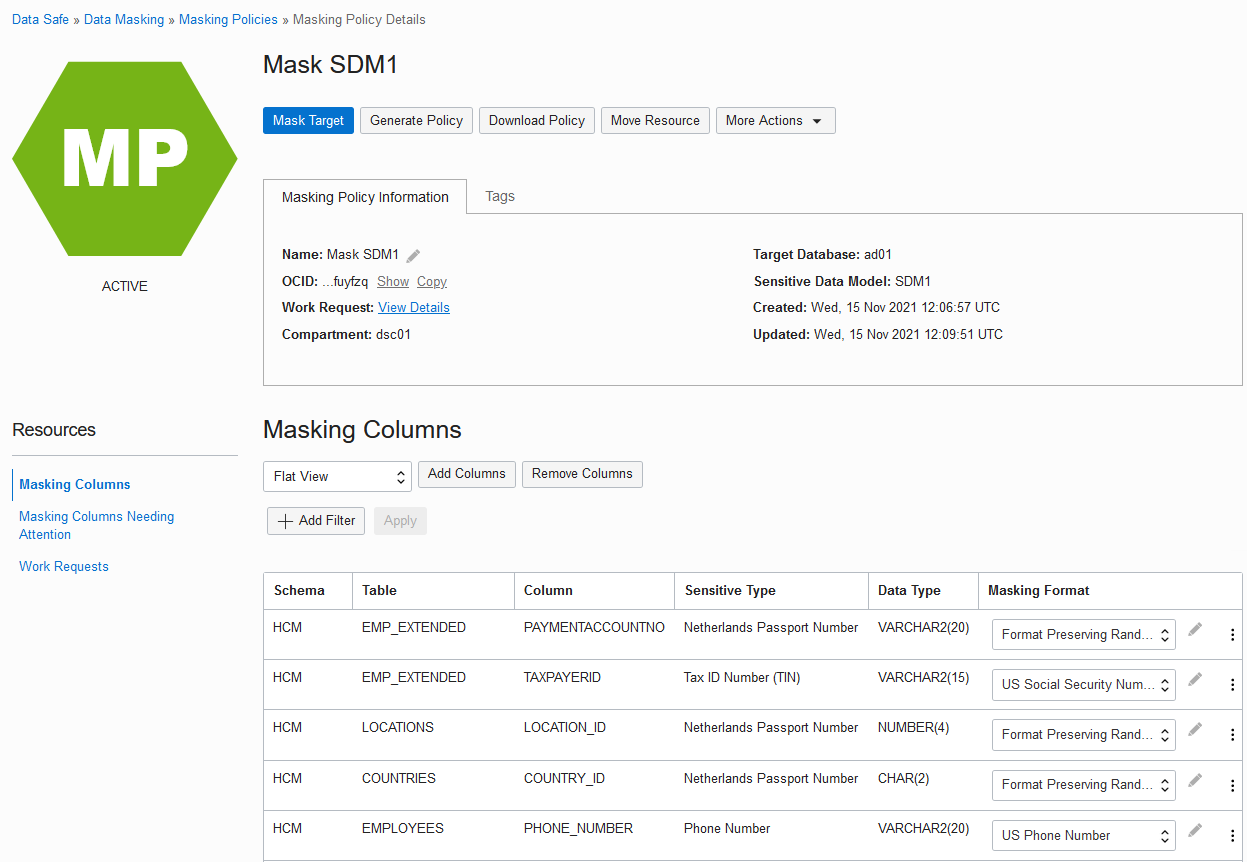 Data Safe » Data Masking » Masking Policies » Masking Policy Details
MP
ACTIVE
Mask SDM1
Mask Target Generate Policy Download Policy Move Resource More Actions
Masking Policy Information Tags
Name: Mask SDM1 Target Database: ad01
OCID: ...fuyfzq Show Copy Sensitive Data Model: SDM1
Work Request: View Details Created: Wed, 15 Nov 2021 12:06:57 UTC
Compartment: dsc01 Updated: Wed, 15 Nov 2021 12:09:51 UTC
Resources
Masking Columns
Masking Columns Needing
Attention
Work Requests
Masking Columns
Flat View Add Columns Remove Columns
Add Filter Apply
Schema Table Column Sensitive Type Data Type Masking Format
HCM EMP_EXTENDED PAYMENTACCOUNTNO Netherlands Passport Number VARCHAR2(20) Format Preserving Rand...
HCM EMP_EXTENDED TAXPAYERID Tax ID Number (TIN) VARCHAR2(15) US Social Security Num...
HCM LOCATIONS LOCATION_ID Netherlands Passport Number NUMBER(4) Format Preserving Rand...
HCM COUNTRIES COUNTRY_ID Netherlands Passport Number CHAR(2) Format Preserving Rand...
HCM EMPLOYEES PHONE_NUMBER Phone Number VARCHAR2(20) US Phone Number